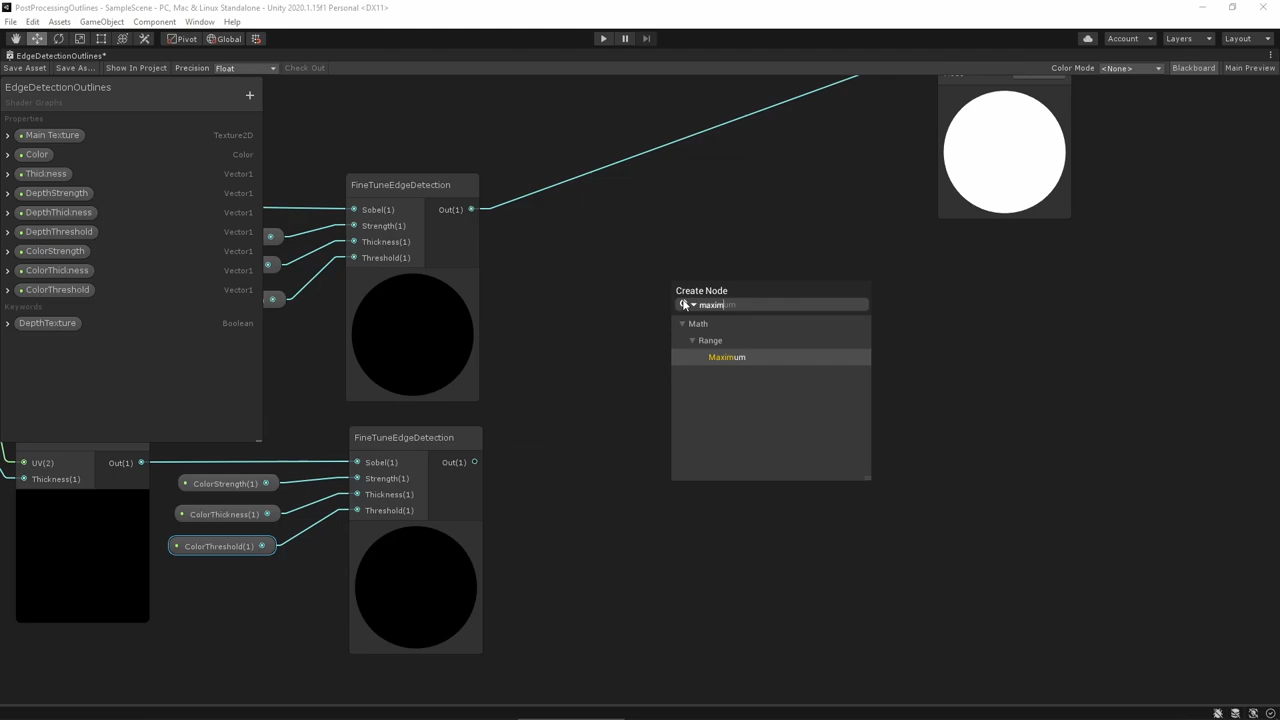 PostProcessingOutlines - SampleScene - PC, Mac & Linux Standalone - Unity 2020.1.15f1 Personal <DX11>
File Edit Assets GameObject Component Window Help
Pivot Global Account Layers Layout
EdgeDetectionOutlines*
Save Asset Save As... Show In Project Precision Float Check Out Color Mode <None> Blackboard Main Preview
EdgeDetectionOutlines
Shader Graphs
Properties
Main Texture Texture2D
Color Color
Thickness Vector1
DepthStrength Vector1
DepthThickness Vector1
DepthThreshold Vector1
ColorStrength Vector1
ColorThickness Vector1
ColorThreshold Vector1
Keywords
DepthTexture Boolean
FineTuneEdgeDetection
Sobel(1) Out(1)
Strength(1)
Thickness(1)
Threshold(1)
Create Node
maximum
Math
Range
Maximum
UV(2) Out(1)
Thickness(1)
ColorStrength(1)
ColorThickness(1)
ColorThreshold(1)
FineTuneEdgeDetection
Sobel(1) Out(1)
Strength(1)
Thickness(1)
Threshold(1)